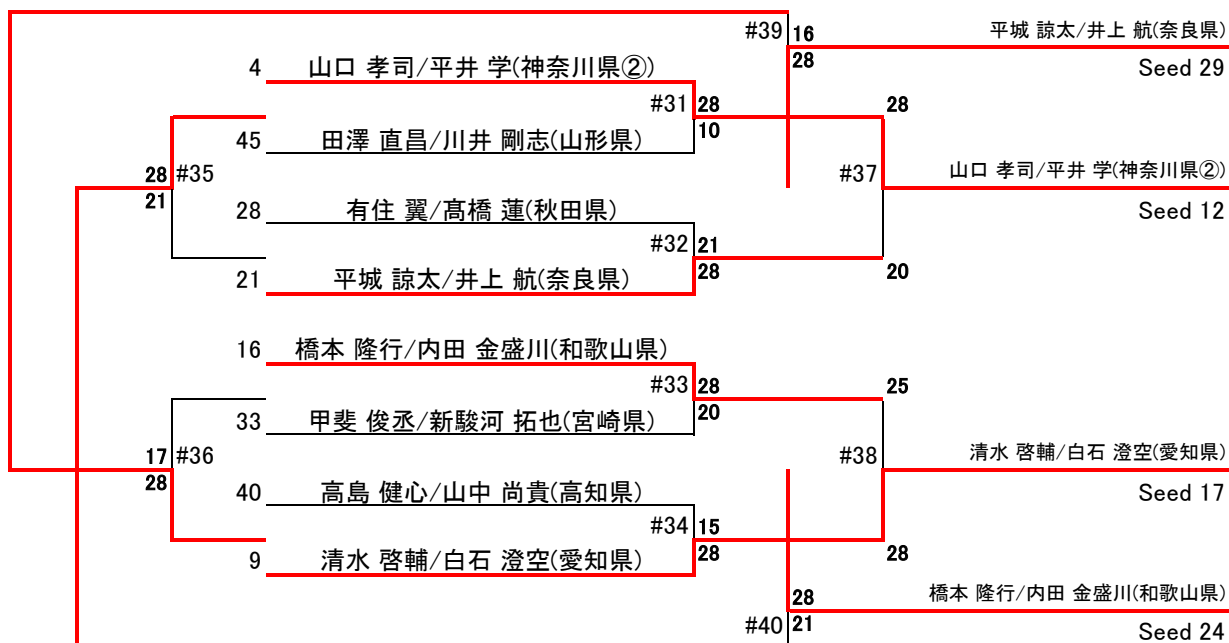 #39 16 平城 諒太/井上 航(奈良県)
28 Seed 29
4 山口 孝司/平井 学(神奈川県②)
#31 28 28
10
45 田澤 直昌/川井 剛志(山形県)
28 #35 #37 山口 孝司/平井 学(神奈川県②)
21 Seed 12
28 有住 翼/髙橋 蓮(秋田県)
#32 21
28 20
21 平城 諒太/井上 航(奈良県)
16 橋本 隆行/内田 金盛川(和歌山県)
#33 28 25
20
33 甲斐 俊丞/新駿河 拓也(宮崎県)
17 #36 #38 清水 啓輔/白石 澄空(愛知県)
28 Seed 17
40 高島 健心/山中 尚貴(高知県)
#34 15
28 28
9 清水 啓輔/白石 澄空(愛知県)
28 橋本 隆行/内田 金盛川(和歌山県)
#40 21 Seed 24